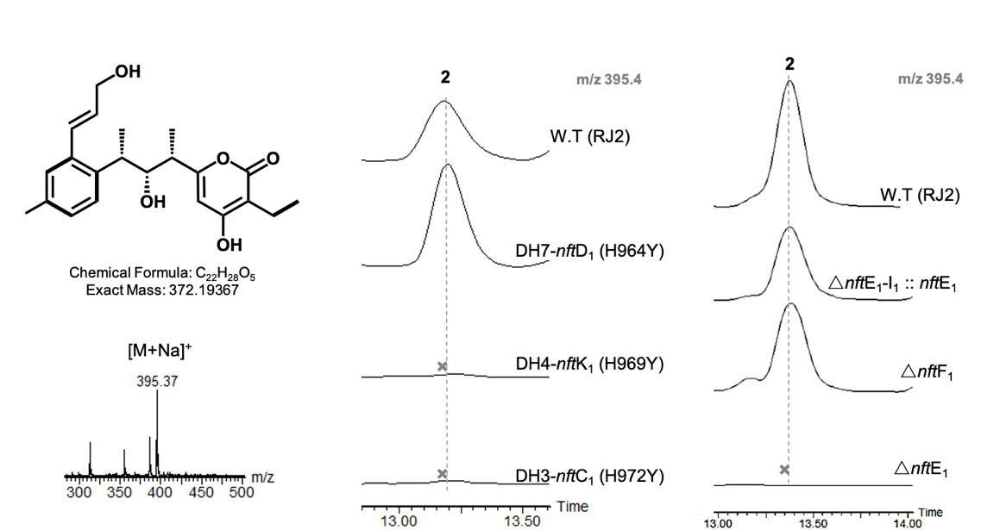 OH
O
O
OH
OH
Chemical Formula: C₂₂H₂₈O₅
Exact Mass: 372.19367
[M+Na]⁺
395.37
m/z
300 350 400 450 500
2
m/z 395.4
W.T (RJ2)
DH7-nftD₁ (H964Y)
DH4-nftK₁ (H969Y)
DH3-nftC₁ (H972Y)
Time
13.00 13.50
2
m/z 395.4
W.T (RJ2)
△nftE₁-I₁ :: nftE₁
△nftF₁
△nftE₁
Time
13.00 13.50 14.00